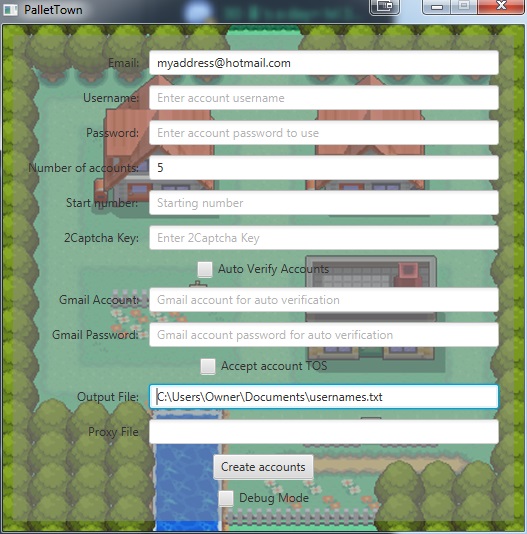 PalletTown
Email: myaddress@hotmail.com
Username: Enter account username
Password: Enter account password to use
Number of accounts: 5
Start number: Starting number
2Captcha Key: Enter 2Captcha Key
Auto Verify Accounts
Gmail Account: Gmail account for auto verification
Gmail Password: Gmail account password for auto verification
Accept account TOS
Output File: C:\Users\Owner\Documents\usernames.txt
Proxy File
Create accounts
Debug Mode